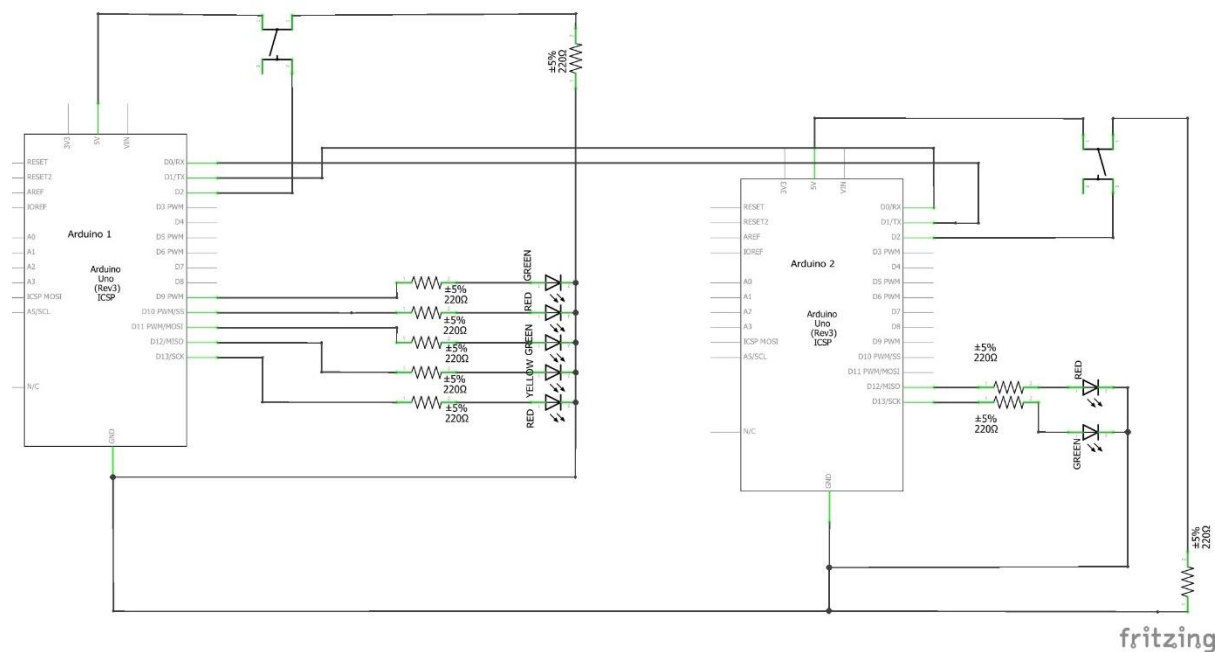 ±5%
220Ω
3V3
5V
VIN
RESET
RESET2
AREF
IOREF
A0
A1
A2
A3
ICSP MOSI
AS/SCL
N/C
Arduino 1
Arduino
Uno
(Rev3)
ICSP
D0/RX
D1/TX
D2
D3 PWM
D4
D5 PWM
D6 PWM
D7
D8
D9 PWM
D10 PWM/SS
D11 PWM/MOSI
D12/MISO
D13/SCK
GND
±5%
220Ω
±5%
220Ω
±5%
220Ω
±5%
220Ω
±5%
220Ω
GREEN
RED
GREEN
YELLOW
RED
3V3
5V
VIN
RESET
RESET2
AREF
IOREF
A0
A1
A2
A3
ICSP MOSI
AS/SCL
N/C
Arduino 2
Arduino
Uno
(Rev3)
ICSP
D0/RX
D1/TX
D2
D3 PWM
D4
D5 PWM
D6 PWM
D7
D8
D9 PWM
D10 PWM/SS
D11 PWM/MOSI
D12/MISO
D13/SCK
GND
±5%
220Ω
±5%
220Ω
RED
GREEN
±5%
220Ω
fritzing